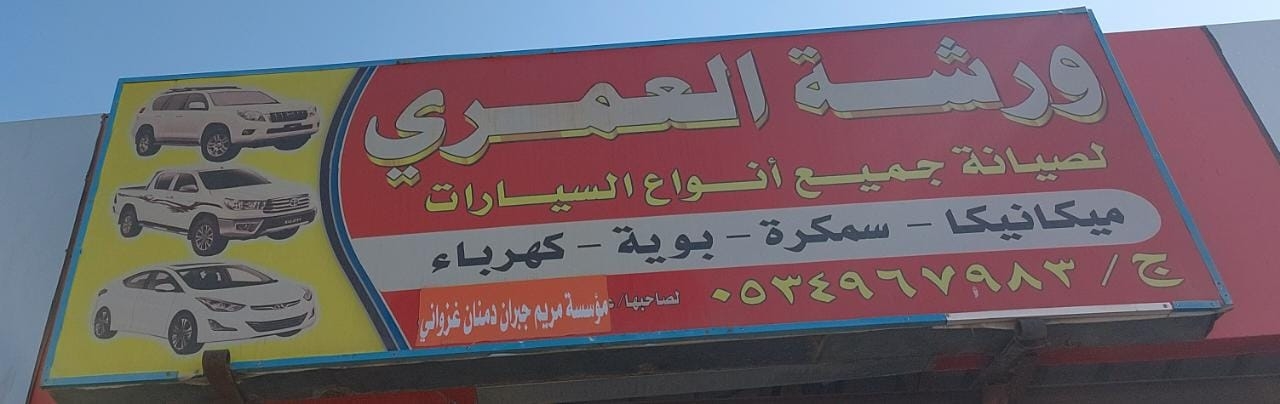 ورشة العمري
لصيانة جميع أنواع السيارات
ميكانيكا - سمكرة - بوية - كهرباء
ج / ٠٥٣٤٩٦٧٩٨٣
لصاحبها / مؤسسة مريم جبران دمنان غزواني